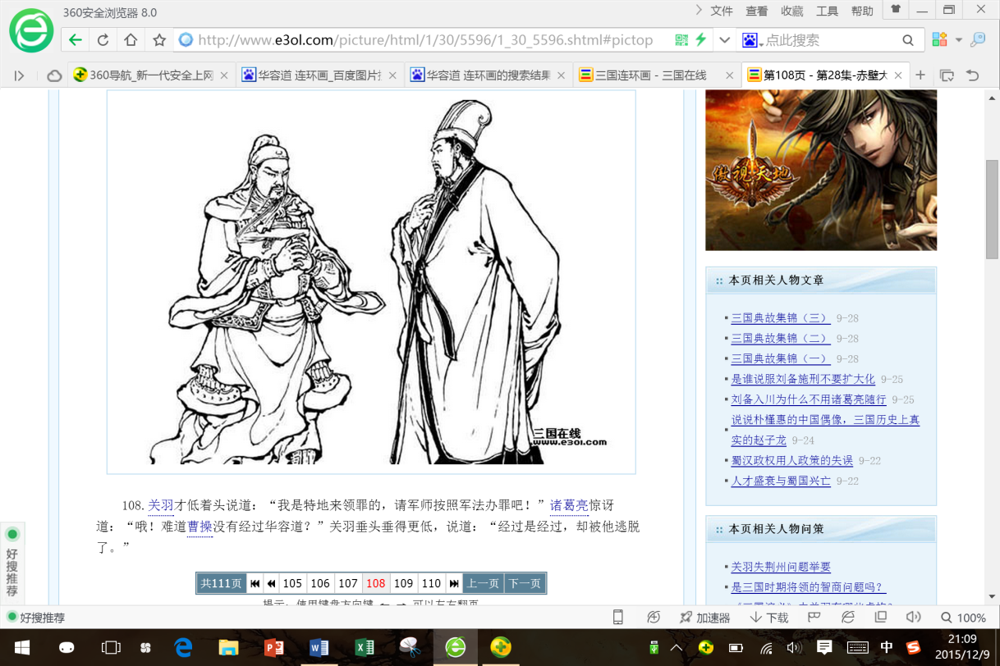 360安全浏览器 8.0
文件 查看 收藏 工具 帮助
http://www.e3ol.com/picture/html/1/30/5596/1_30_5596.shtml#pictop
点此搜索
360导航_新一代安全上网
华容道 连环画_百度图片
华容道 连环画的搜索结果
三国连环画 - 三国在线
第108页 - 第28集-赤壁大
三国在线
www.e3ol.com
108. 关羽才低着头说道：“我是特地来领罪的，请军师按照军法办罪吧！”诸葛亮惊讶
道：“哦！难道曹操没有经过华容道？”关羽垂头垂得更低，说道：“经过是经过，却被他逃脱
了。”
共111页 105 106 107 108 109 110 上一页 下一页
提示：使用键盘方向键 ← → 可以左右翻页
傲视天地
本页相关人物文章
三国典故集锦（三） 9-28
三国典故集锦（二） 9-28
三国典故集锦（一） 9-28
是谁说服刘备施刑不要扩大化 9-25
刘备入川为什么不用诸葛亮随行 9-25
说说朴槿惠的中国偶像，三国历史上真
实的赵子龙 9-24
蜀汉政权用人政策的失误 9-22
人才盛衰与蜀国兴亡 9-22
本页相关人物问策
关羽失荆州问题举要
是三国时期将领的智商问题吗？
好搜推荐
好搜推荐
加速器 下载 100%
中
21:09
2015/12/9